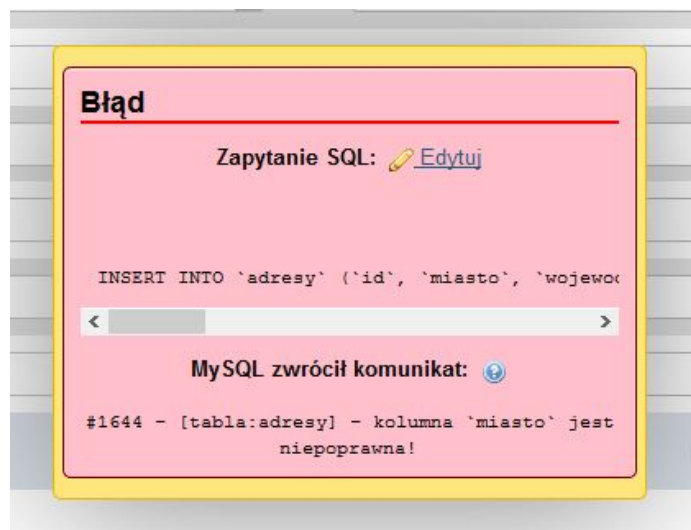 Błąd
Zapytanie SQL: Edytuj
INSERT INTO `adresy` (`id`, `miasto`, `wojewod
MySQL zwrócił komunikat:
#1644 - [tabla:adresy] - kolumna `miasto` jest
niepoprawna!